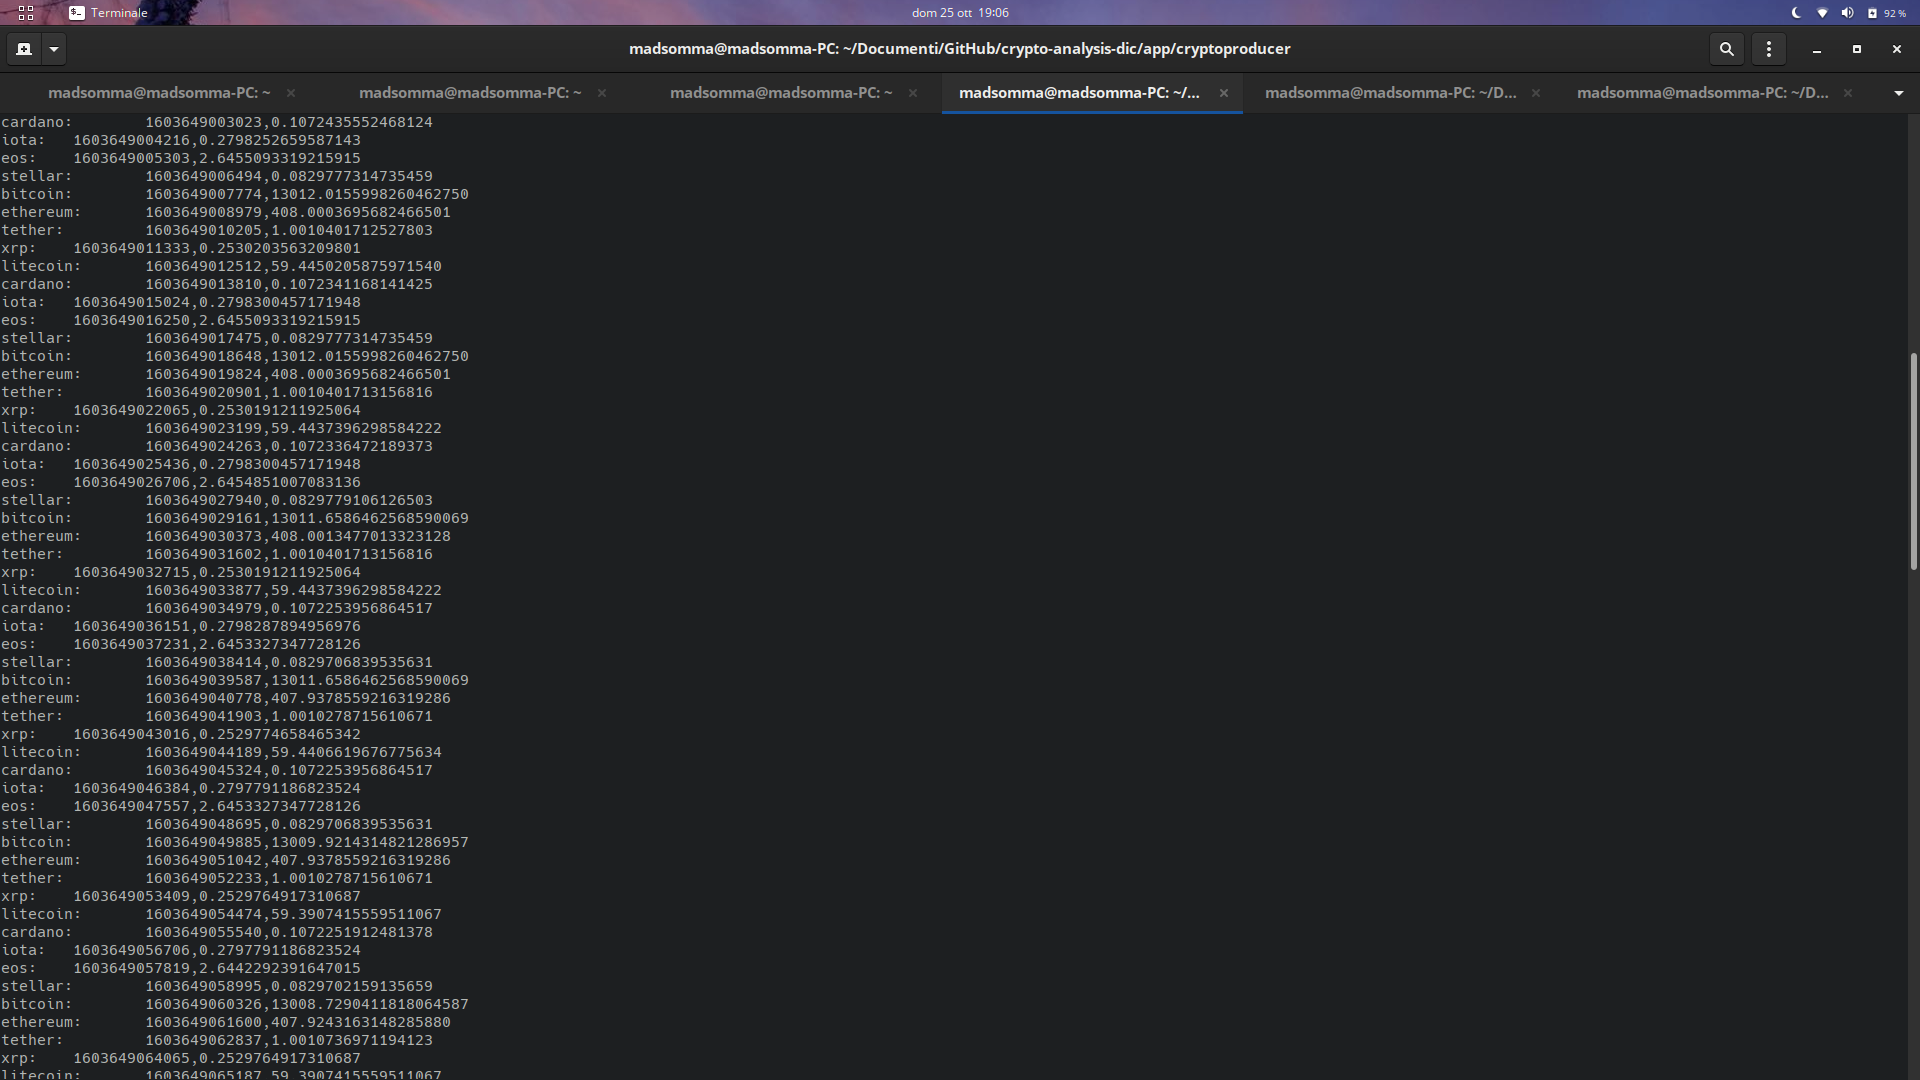 Terminale
dom 25 ott 19:06
92 %
madsomma@madsomma-PC: ~/Documenti/GitHub/crypto-analysis-dic/app/cryptoproducer
madsomma@madsomma-PC: ~
madsomma@madsomma-PC: ~
madsomma@madsomma-PC: ~
madsomma@madsomma-PC: ~/...
madsomma@madsomma-PC: ~/D...
madsomma@madsomma-PC: ~/D...
cardano: 1603649003023,0.1072435552468124
iota: 1603649004216,0.2798252659587143
eos: 1603649005303,2.6455093319215915
stellar: 1603649006494,0.0829777314735459
bitcoin: 1603649007774,13012.0155998260462750
ethereum: 1603649008979,408.0003695682466501
tether: 1603649010205,1.0010401712527803
xrp: 1603649011333,0.2530203563209801
litecoin: 1603649012512,59.4450205875971540
cardano: 1603649013810,0.1072341168141425
iota: 1603649015024,0.2798300457171948
eos: 1603649016250,2.6455093319215915
stellar: 1603649017475,0.0829777314735459
bitcoin: 1603649018648,13012.0155998260462750
ethereum: 1603649019824,408.0003695682466501
tether: 1603649020901,1.0010401713156816
xrp: 1603649022065,0.2530191211925064
litecoin: 1603649023199,59.4437396298584222
cardano: 1603649024263,0.1072336472189373
iota: 1603649025436,0.2798300457171948
eos: 1603649026706,2.6454851007083136
stellar: 1603649027940,0.0829779106126503
bitcoin: 1603649029161,13011.6586462568590069
ethereum: 1603649030373,408.0013477013323128
tether: 1603649031602,1.0010401713156816
xrp: 1603649032715,0.2530191211925064
litecoin: 1603649033877,59.4437396298584222
cardano: 1603649034979,0.1072253956864517
iota: 1603649036151,0.2798287894956976
eos: 1603649037231,2.6453327347728126
stellar: 1603649038414,0.0829706839535631
bitcoin: 1603649039587,13011.6586462568590069
ethereum: 1603649040778,407.9378559216319286
tether: 1603649041903,1.0010278715610671
xrp: 1603649043016,0.2529774658465342
litecoin: 1603649044189,59.4406619676775634
cardano: 1603649045324,0.1072253956864517
iota: 1603649046384,0.2797791186823524
eos: 1603649047557,2.6453327347728126
stellar: 1603649048695,0.0829706839535631
bitcoin: 1603649049885,13009.9214314821286957
ethereum: 1603649051042,407.9378559216319286
tether: 1603649052233,1.0010278715610671
xrp: 1603649053409,0.2529764917310687
litecoin: 1603649054474,59.3907415559511067
cardano: 1603649055540,0.1072251912481378
iota: 1603649056706,0.2797791186823524
eos: 1603649057819,2.6442292391647015
stellar: 1603649058995,0.0829702159135659
bitcoin: 1603649060326,13008.7290411818064587
ethereum: 1603649061600,407.9243163148285880
tether: 1603649062837,1.0010736971194123
xrp: 1603649064065,0.2529764917310687
litecoin: 1603649065187,59.3907415559511067